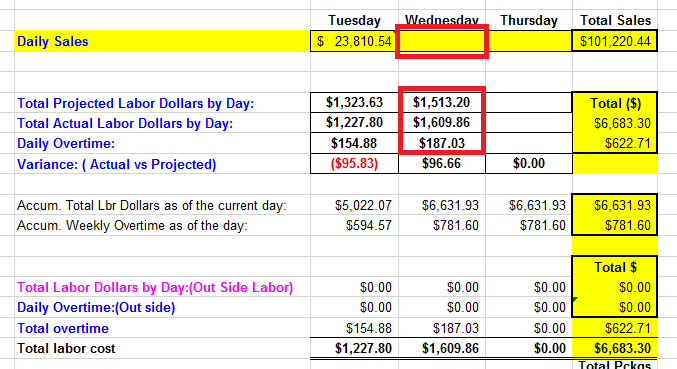 Tuesday Wednesday Thursday Total Sales
Daily Sales $ 23,810.54 $101,220.44
Total Projected Labor Dollars by Day: $1,323.63 $1,513.20 Total ($)
Total Actual Labor Dollars by Day: $1,227.80 $1,609.86 $6,683.30
Daily Overtime: $154.88 $187.03 $622.71
Variance: ( Actual vs Projected) ($95.83) $96.66 $0.00
Accum. Total Lbr Dollars as of the current day: $5,022.07 $6,631.93 $6,631.93 $6,631.93
Accum. Weekly Overtime as of the day: $594.57 $781.60 $781.60 $781.60
Total $
Total Labor Dollars by Day:(Out Side Labor) $0.00 $0.00 $0.00 $0.00
Daily Overtime:(Out side) $0.00 $0.00 $0.00 $0.00
Total overtime $154.88 $187.03 $0.00 $622.71
Total labor cost $1,227.80 $1,609.86 $0.00 $6,683.30
Total Pckgs